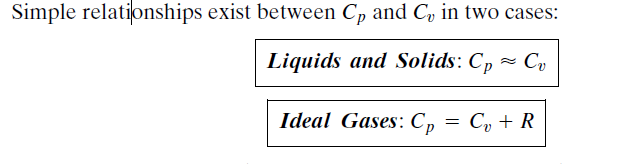 Simple relationships exist between Cp and Cv in two cases:
Liquids and Solids: Cp ≈ Cv
Ideal Gases: Cp = Cv + R